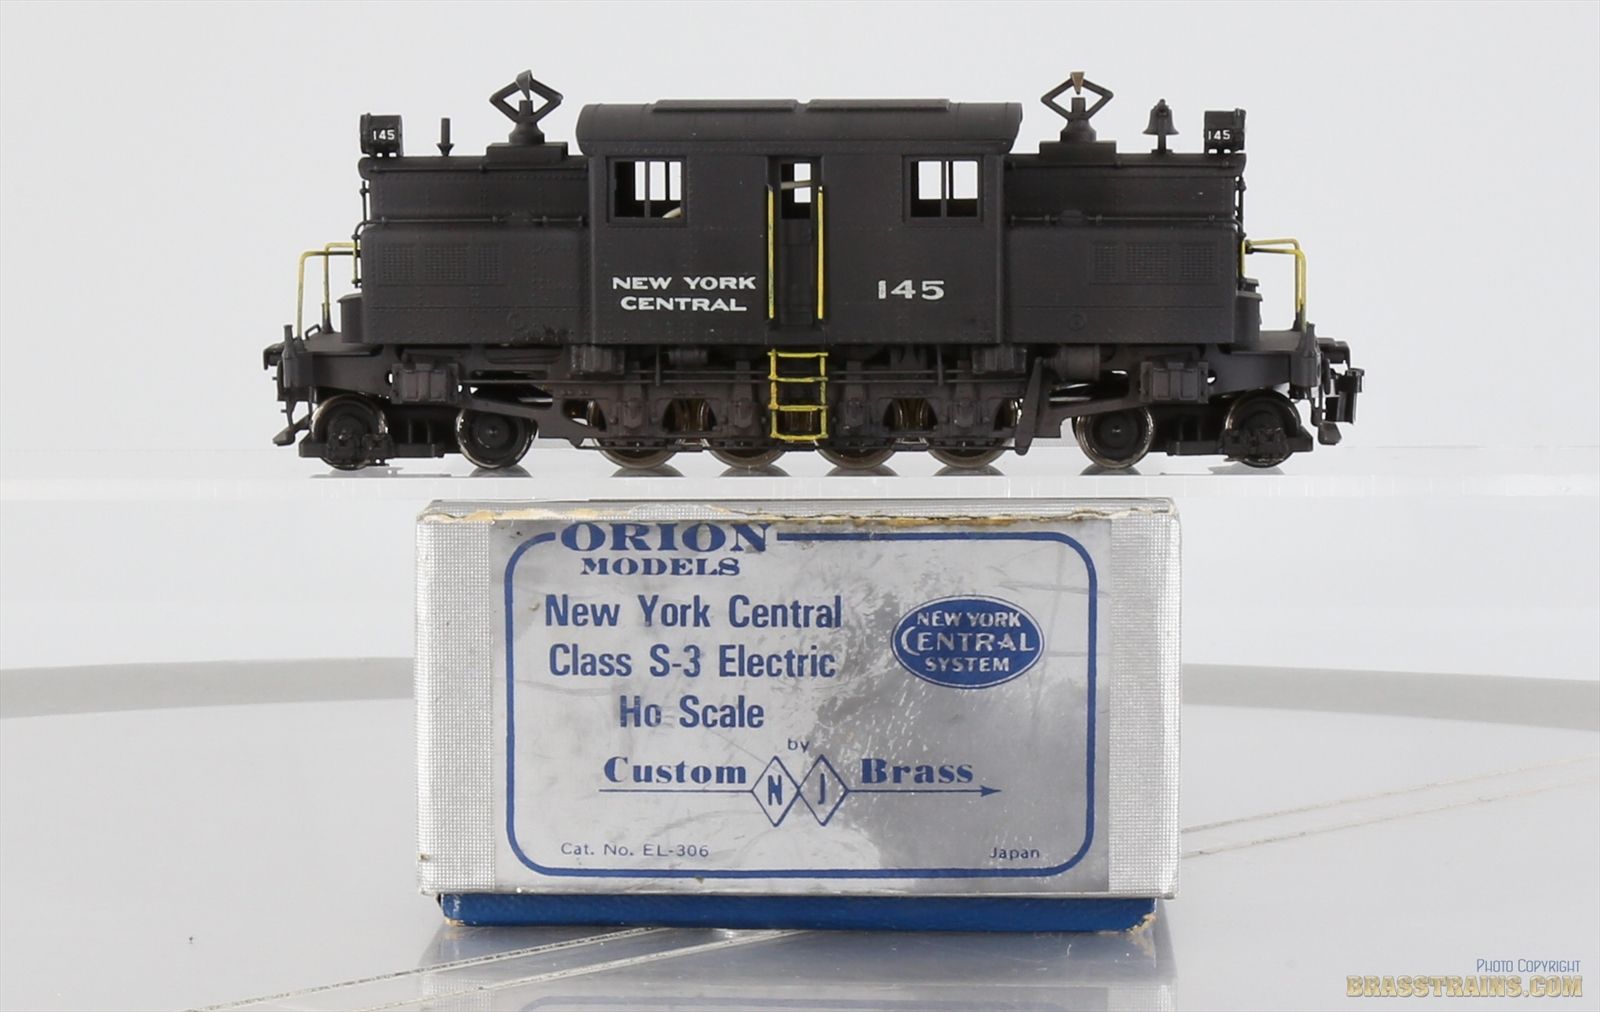 145
145
NEW YORK
CENTRAL
145
ORION
MODELS
New York Central
Class S-3 Electric
Ho Scale
NEW YORK
CENTRAL
SYSTEM
by
Custom NJ Brass
Cat. No. EL-306
Japan
PHOTO COPYRIGHT
BRASSTRAINS.COM